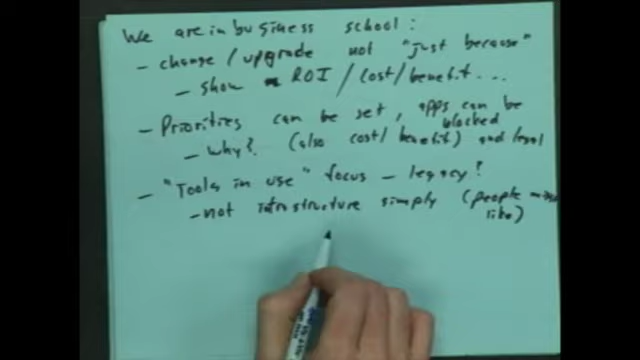 We are in business school:
- change / upgrade not "just because"
- show ROI / cost / benefit ...
- Priorities can be set, apps can be blocked
- why? (also cost / benefit) and legal
- "Tools in use" focus - legacy?
- not infrastructure simply (people
like)